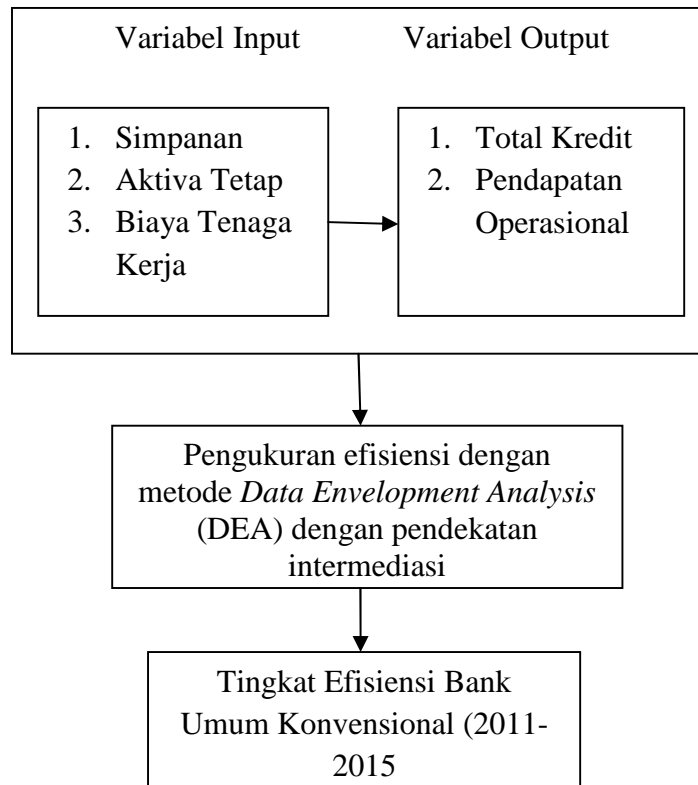 Variabel Input
Variabel Output
1. Simpanan
2. Aktiva Tetap
3. Biaya Tenaga
Kerja
1. Total Kredit
2. Pendapatan
Operasional
Pengukuran efisiensi dengan
metode Data Envelopment Analysis
(DEA) dengan pendekatan
intermediasi
Tingkat Efisiensi Bank
Umum Konvensional (2011-
2015